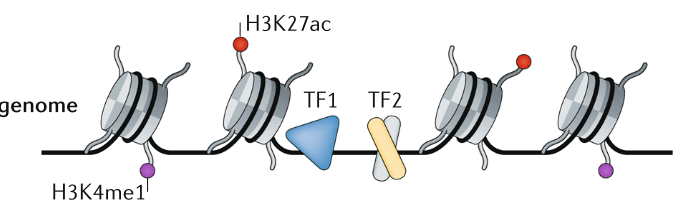 H3K27ac
genome
TF1
TF2
H3K4me1